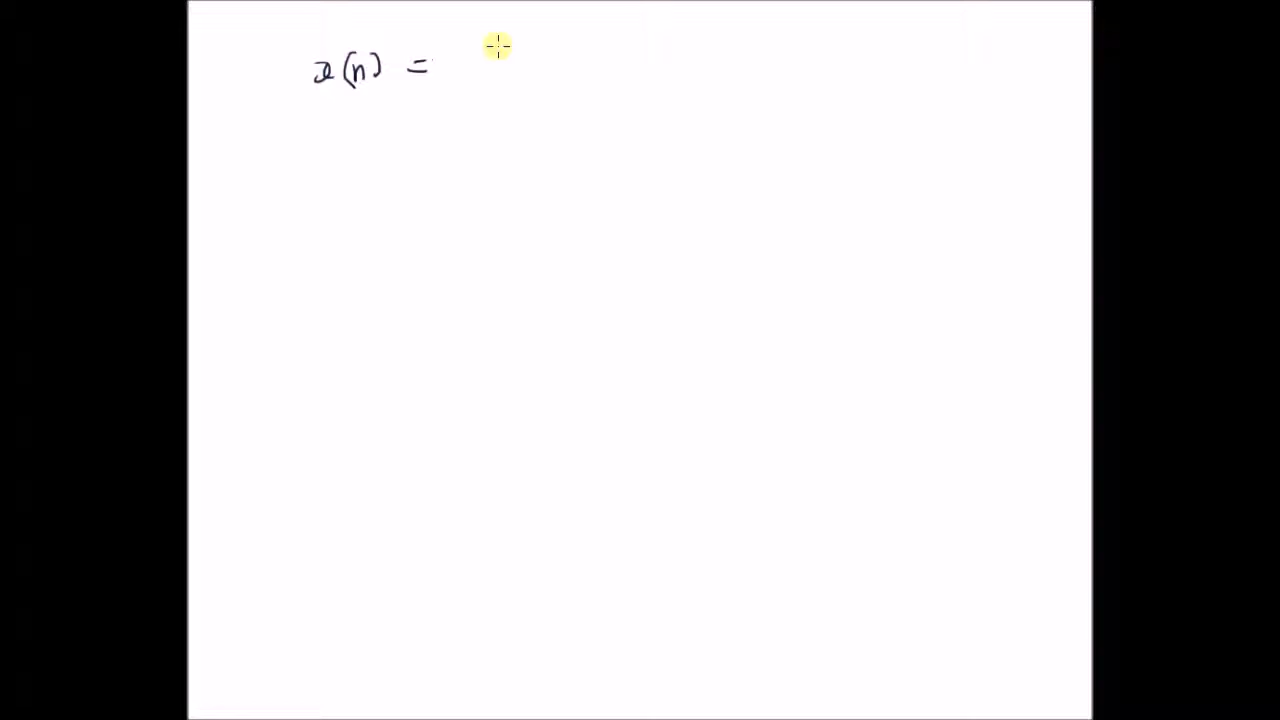 x(n) =